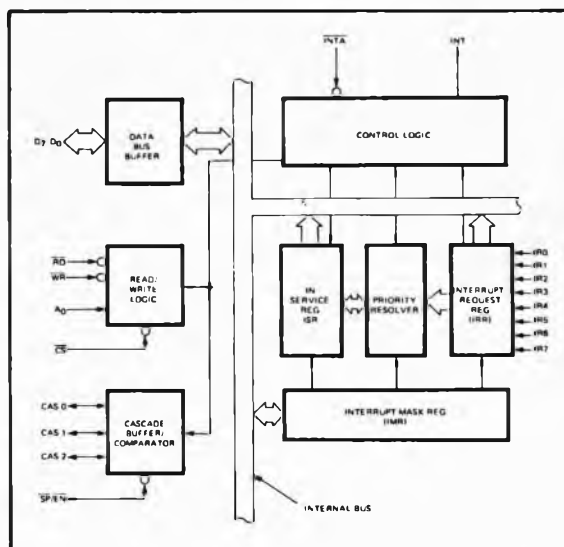 INTA
INT
CONTROL LOGIC
D7 D0
DATA
BUS
BUFFER
RD
WR
A0
CS
READ/
WRITE
LOGIC
IN
SERVICE
REG
ISR
PRIORITY
RESOLVER
INTERRUPT
REQUEST
REG
(IRR)
IR0
IR1
IR2
IR3
IR4
IR5
IR6
IR7
CAS 0
CAS 1
CAS 2
CASCADE
BUFFER/
COMPARATOR
INTERRUPT MASK REG
(IMR)
SP/EN
INTERNAL BUS